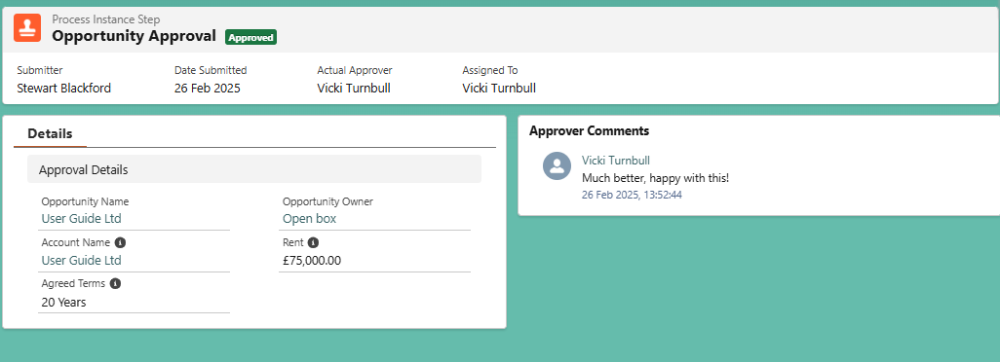 Process Instance Step
Opportunity Approval Approved
Submitter Date Submitted Actual Approver Assigned To
Stewart Blackford 26 Feb 2025 Vicki Turnbull Vicki Turnbull
Details
Approval Details
Opportunity Name Opportunity Owner
User Guide Ltd Open box
Account Name Rent
User Guide Ltd £75,000.00
Agreed Terms
20 Years
Approver Comments
Vicki Turnbull
Much better, happy with this!
26 Feb 2025, 13:52:44